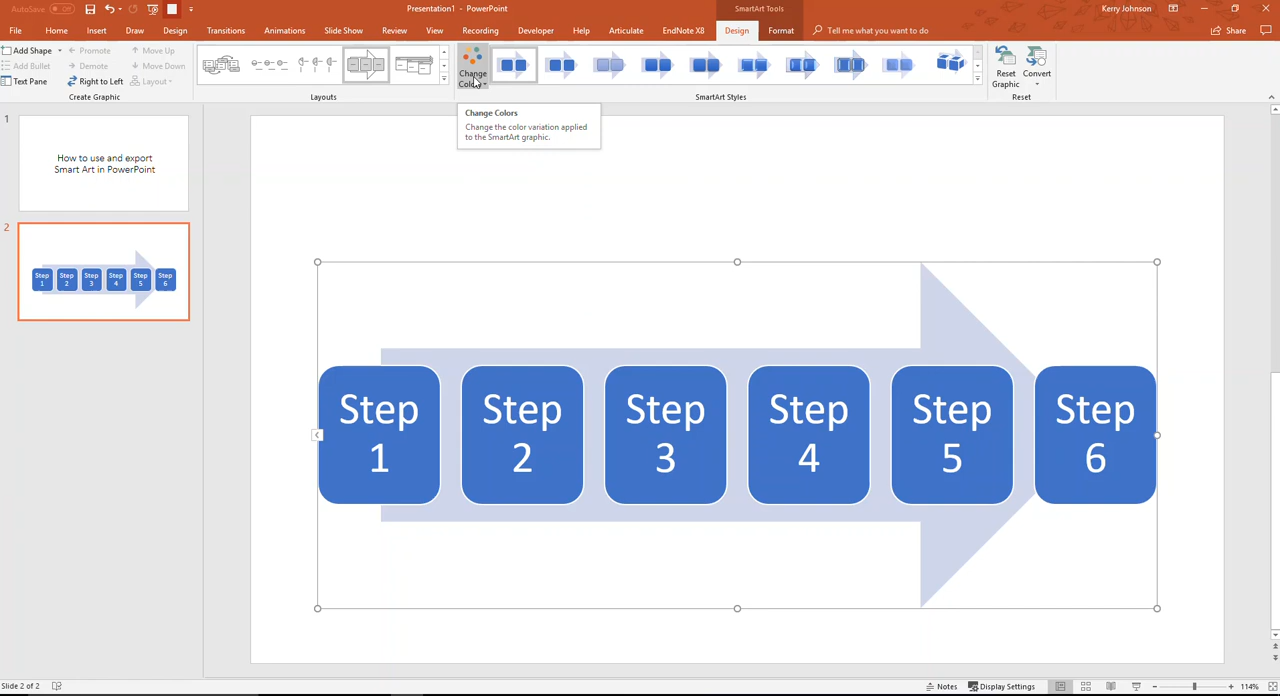 AutoSave Off
Presentation1 - PowerPoint
SmartArt Tools
Kerry Johnson
File Home Insert Draw Design Transitions Animations Slide Show Review View Recording Developer Help Articulate EndNote X8 Design Format Tell me what you want to do Share
Add Shape Promote Move Up
Add Bullet Demote Move Down
Text Pane Right to Left Layout
Create Graphic
Layouts
Change Colors
SmartArt Styles
Reset Graphic
Convert
Reset
Change Colors
Change the color variation applied
to the SmartArt graphic.
1
How to use and export
Smart Art in PowerPoint
2
Step 1
Step 2
Step 3
Step 4
Step 5
Step 6
Step
1
Step
2
Step
3
Step
4
Step
5
Step
6
Slide 2 of 2
Notes
Display Settings
114%